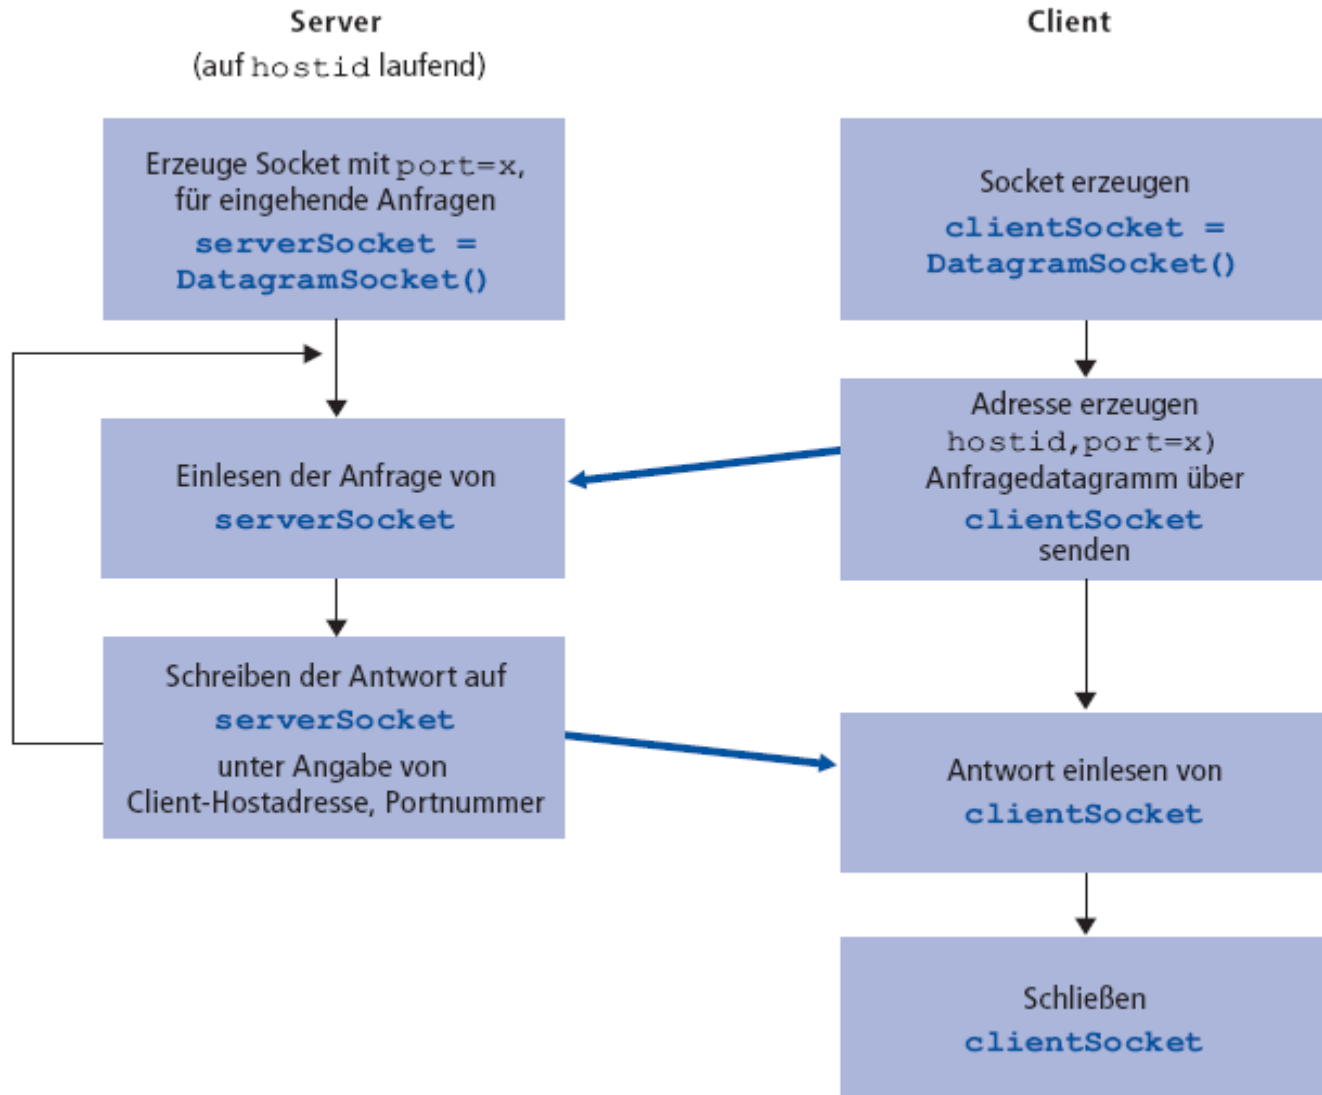 Server
(auf hostid laufend)
Erzeuge Socket mit port=x,
für eingehende Anfragen
serverSocket =
DatagramSocket()
Einlesen der Anfrage von
serverSocket
Schreiben der Antwort auf
serverSocket
unter Angabe von
Client-Hostadresse, Portnummer
Client
Socket erzeugen
clientSocket =
DatagramSocket()
Adresse erzeugen
hostid,port=x)
Anfragedatagramm über
clientSocket
senden
Antwort einlesen von
clientSocket
Schließen
clientSocket